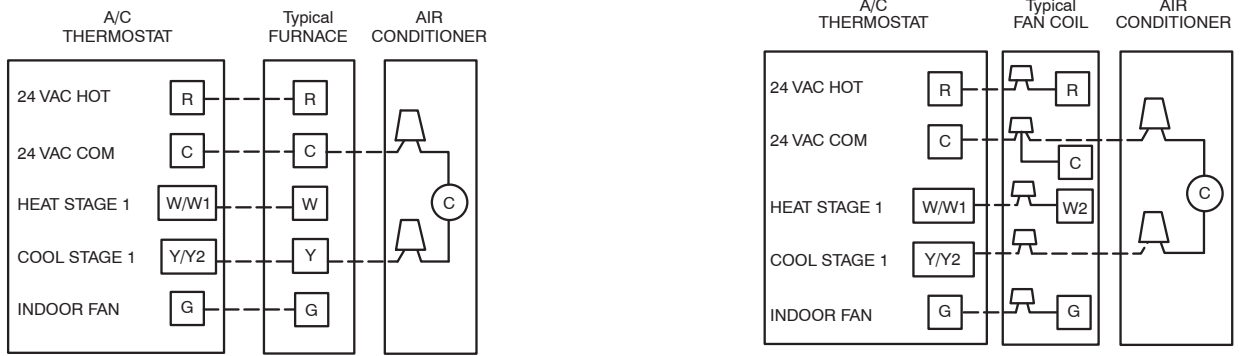 A/C
THERMOSTAT
Typical
FURNACE
AIR
CONDITIONER
24 VAC HOT
R
R
24 VAC COM
C
C
HEAT STAGE 1
W/W1
W
C
COOL STAGE 1
Y/Y2
Y
INDOOR FAN
G
G
A/C
THERMOSTAT
Typical
FAN COIL
AIR
CONDITIONER
24 VAC HOT
R
R
24 VAC COM
C
C
HEAT STAGE 1
W/W1
W2
C
COOL STAGE 1
Y/Y2
INDOOR FAN
G
G